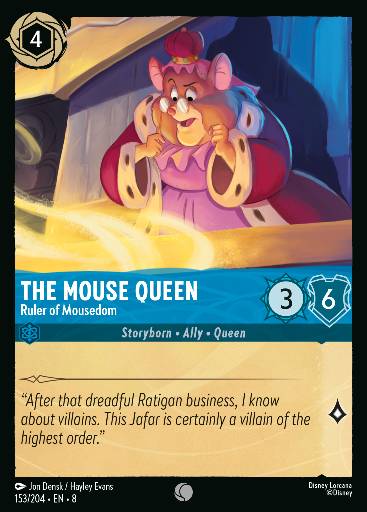 4
THE MOUSE QUEEN
Ruler of Mousedom
3
6
Storyborn • Ally • Queen
“After that dreadful Ratigan business, I know
about villains. This Jafar is certainly a villain of the
highest order.”
Jon Densk / Hayley Evans
153/204 • EN • 8
Disney Lorcana
©Disney